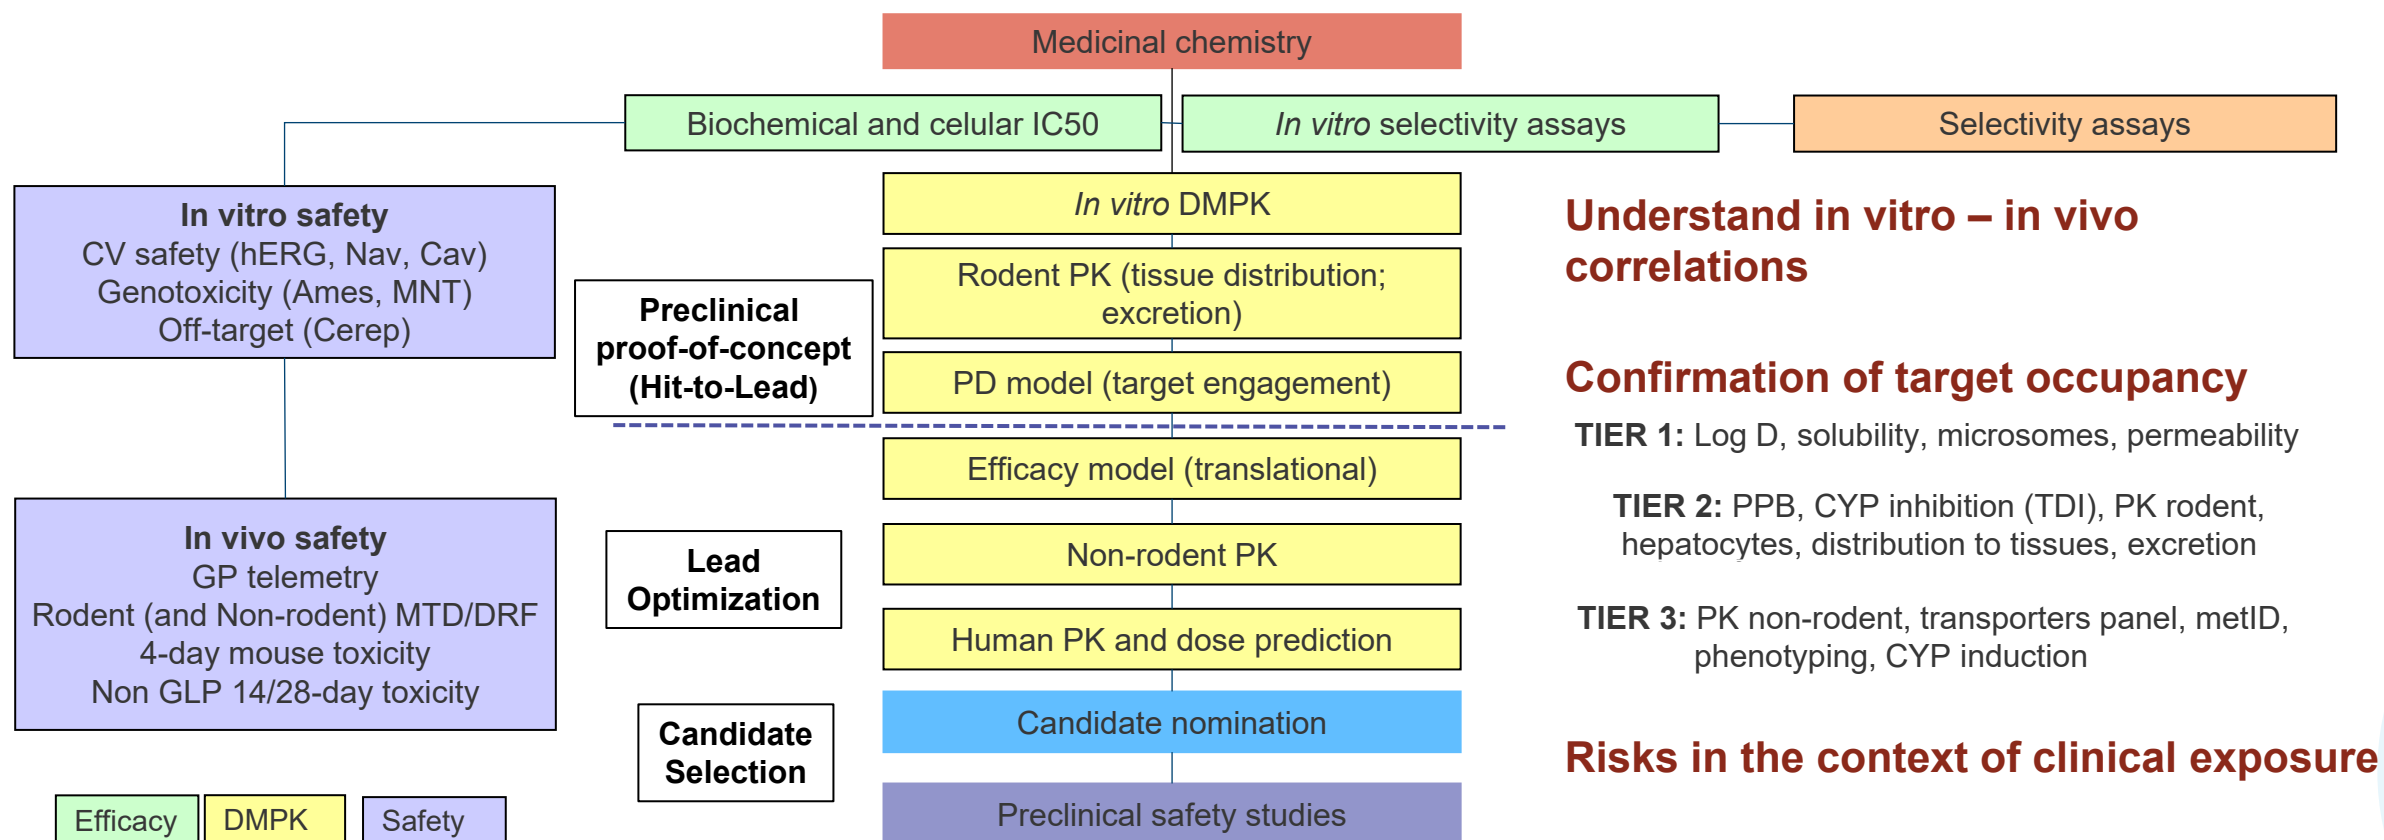 Medicinal chemistry
Biochemical and celular IC50
In vitro selectivity assays
Selectivity assays
In vitro safety
CV safety (hERG, Nav, Cav)
Genotoxicity (Ames, MNT)
Off-target (Cerep)
In vivo safety
GP telemetry
Rodent (and Non-rodent) MTD/DRF
4-day mouse toxicity
Non GLP 14/28-day toxicity
Efficacy
DMPK
Safety
Preclinical
proof-of-concept
(Hit-to-Lead)
Lead
Optimization
Candidate
Selection
In vitro DMPK
Rodent PK (tissue distribution;
excretion)
PD model (target engagement)
Efficacy model (translational)
Non-rodent PK
Human PK and dose prediction
Candidate nomination
Preclinical safety studies
Understand in vitro – in vivo
correlations
Confirmation of target occupancy
TIER 1: Log D, solubility, microsomes, permeability
TIER 2: PPB, CYP inhibition (TDI), PK rodent,
hepatocytes, distribution to tissues, excretion
TIER 3: PK non-rodent, transporters panel, metID,
phenotyping, CYP induction
Risks in the context of clinical exposure